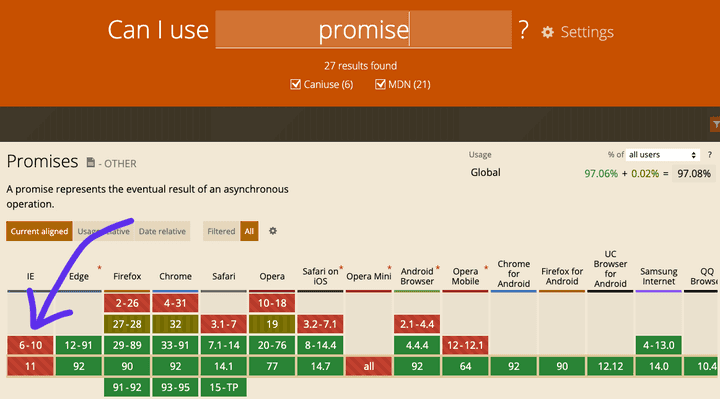 Can I use promise ? Settings
27 results found
Caniuse (6) MDN (21)
Promises - OTHER
Usage % of all users ?
Global 97.06% + 0.02% = 97.08%
A promise represents the eventual result of an asynchronous
operation.
Current aligned Date relative Filtered All
IE Edge * Firefox Chrome Safari Opera Safari on iOS * Opera Mini * Android Browser * Opera Mobile * Chrome for Android Firefox for Android UC Browser for Android Samsung Internet QQ
2-26 4-31 10-18
27-28 32 3.1-7 19 3.2-7.1 2.1-4.4
6-10 12-91 29-89 33-91 7.1-14 20-76 8-14.4 4.4.4 12-12.1 4-13.0
11 92 90 92 14.1 77 14.7 all 92 64 92 90 12.12 14.0 10.4
91-92 93-95 15-TP